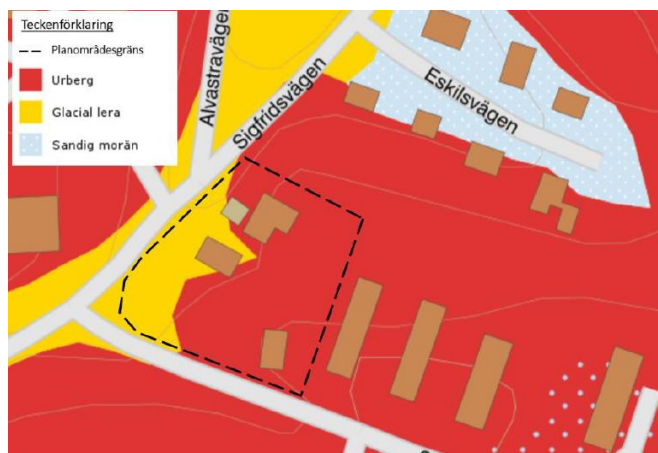 Teckenförklaring
Planområdesgräns
Urberg
Glacial lera
Sandig morän
Alvastravägen
Sigfridsvägen
Eskilsvägen